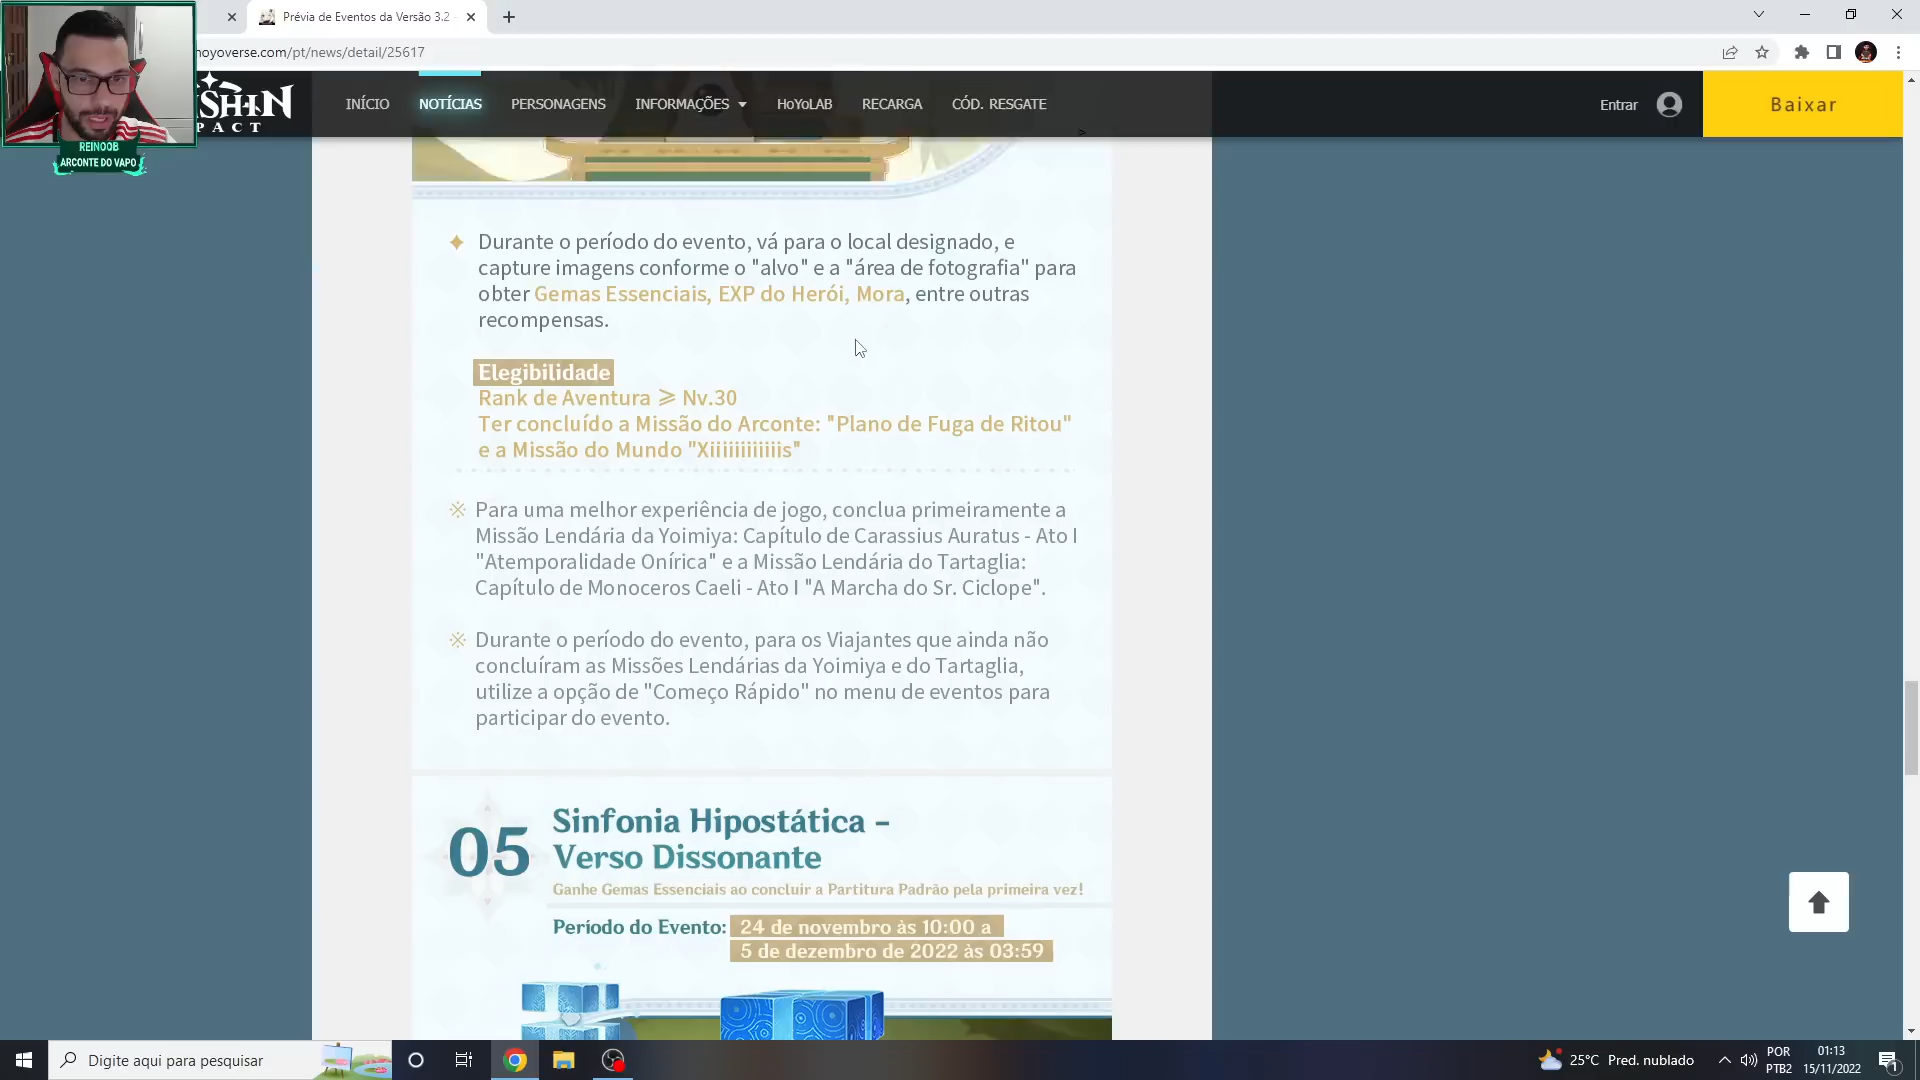 Prévia de Eventos da Versão 3.2
noyoverse.com/pt/news/detail/25617
REINOOB
ARCONTE DO VAPO
SHIN
PACT
INÍCIO
NOTÍCIAS
PERSONAGENS
INFORMAÇÕES
HoYoLAB
RECARGA
CÓD. RESGATE
>
Entrar
Baixar
Durante o período do evento, vá para o local designado, e
capture imagens conforme o "alvo" e a "área de fotografia" para
obter Gemas Essenciais, EXP do Herói, Mora, entre outras
recompensas.
Elegibilidade
Rank de Aventura ⩾ Nv.30
Ter concluído a Missão do Arconte: "Plano de Fuga de Ritou"
e a Missão do Mundo "Xiiiiiiiiiiiis"
※ Para uma melhor experiência de jogo, conclua primeiramente a
Missão Lendária da Yoimiya: Capítulo de Carassius Auratus - Ato I
"Atemporalidade Onírica" e a Missão Lendária do Tartaglia:
Capítulo de Monoceros Caeli - Ato I "A Marcha do Sr. Ciclope".
※ Durante o período do evento, para os Viajantes que ainda não
concluíram as Missões Lendárias da Yoimiya e do Tartaglia,
utilize a opção de "Começo Rápido" no menu de eventos para
participar do evento.
05
Sinfonia Hipostática –
Verso Dissonante
Ganhe Gemas Essenciais ao concluir a Partitura Padrão pela primeira vez!
Período do Evento: 24 de novembro às 10:00 a
5 de dezembro de 2022 às 03:59
Digite aqui para pesquisar
25°C Pred. nublado
POR
PTB2
01:13
15/11/2022
1